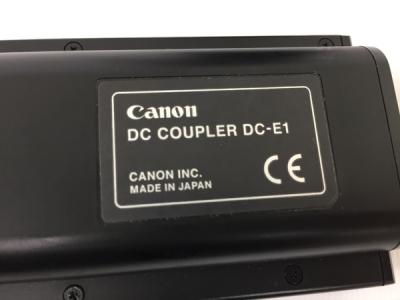 Canon
DC COUPLER DC-E1
CANON INC.
MADE IN JAPAN
CE